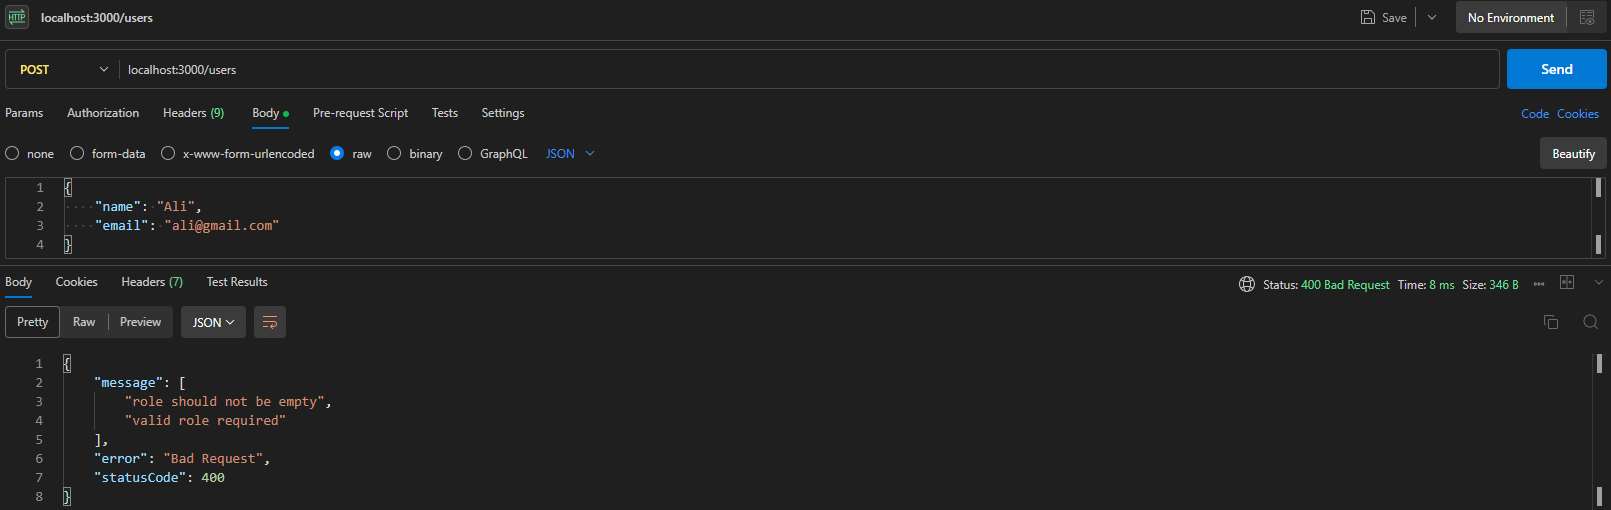 HTTP localhost:3000/users Save No Environment
POST localhost:3000/users Send
Params Authorization Headers (9) Body Pre-request Script Tests Settings Code Cookies
none form-data x-www-form-urlencoded raw binary GraphQL JSON Beautify
1 {
2 "name": "Ali",
3 "email": "ali@gmail.com"
4 }
Body Cookies Headers (7) Test Results Status: 400 Bad Request Time: 8 ms Size: 346 B
Pretty Raw Preview JSON
1 {
2 "message": [
3 "role should not be empty",
4 "valid role required"
5 ],
6 "error": "Bad Request",
7 "statusCode": 400
8 }